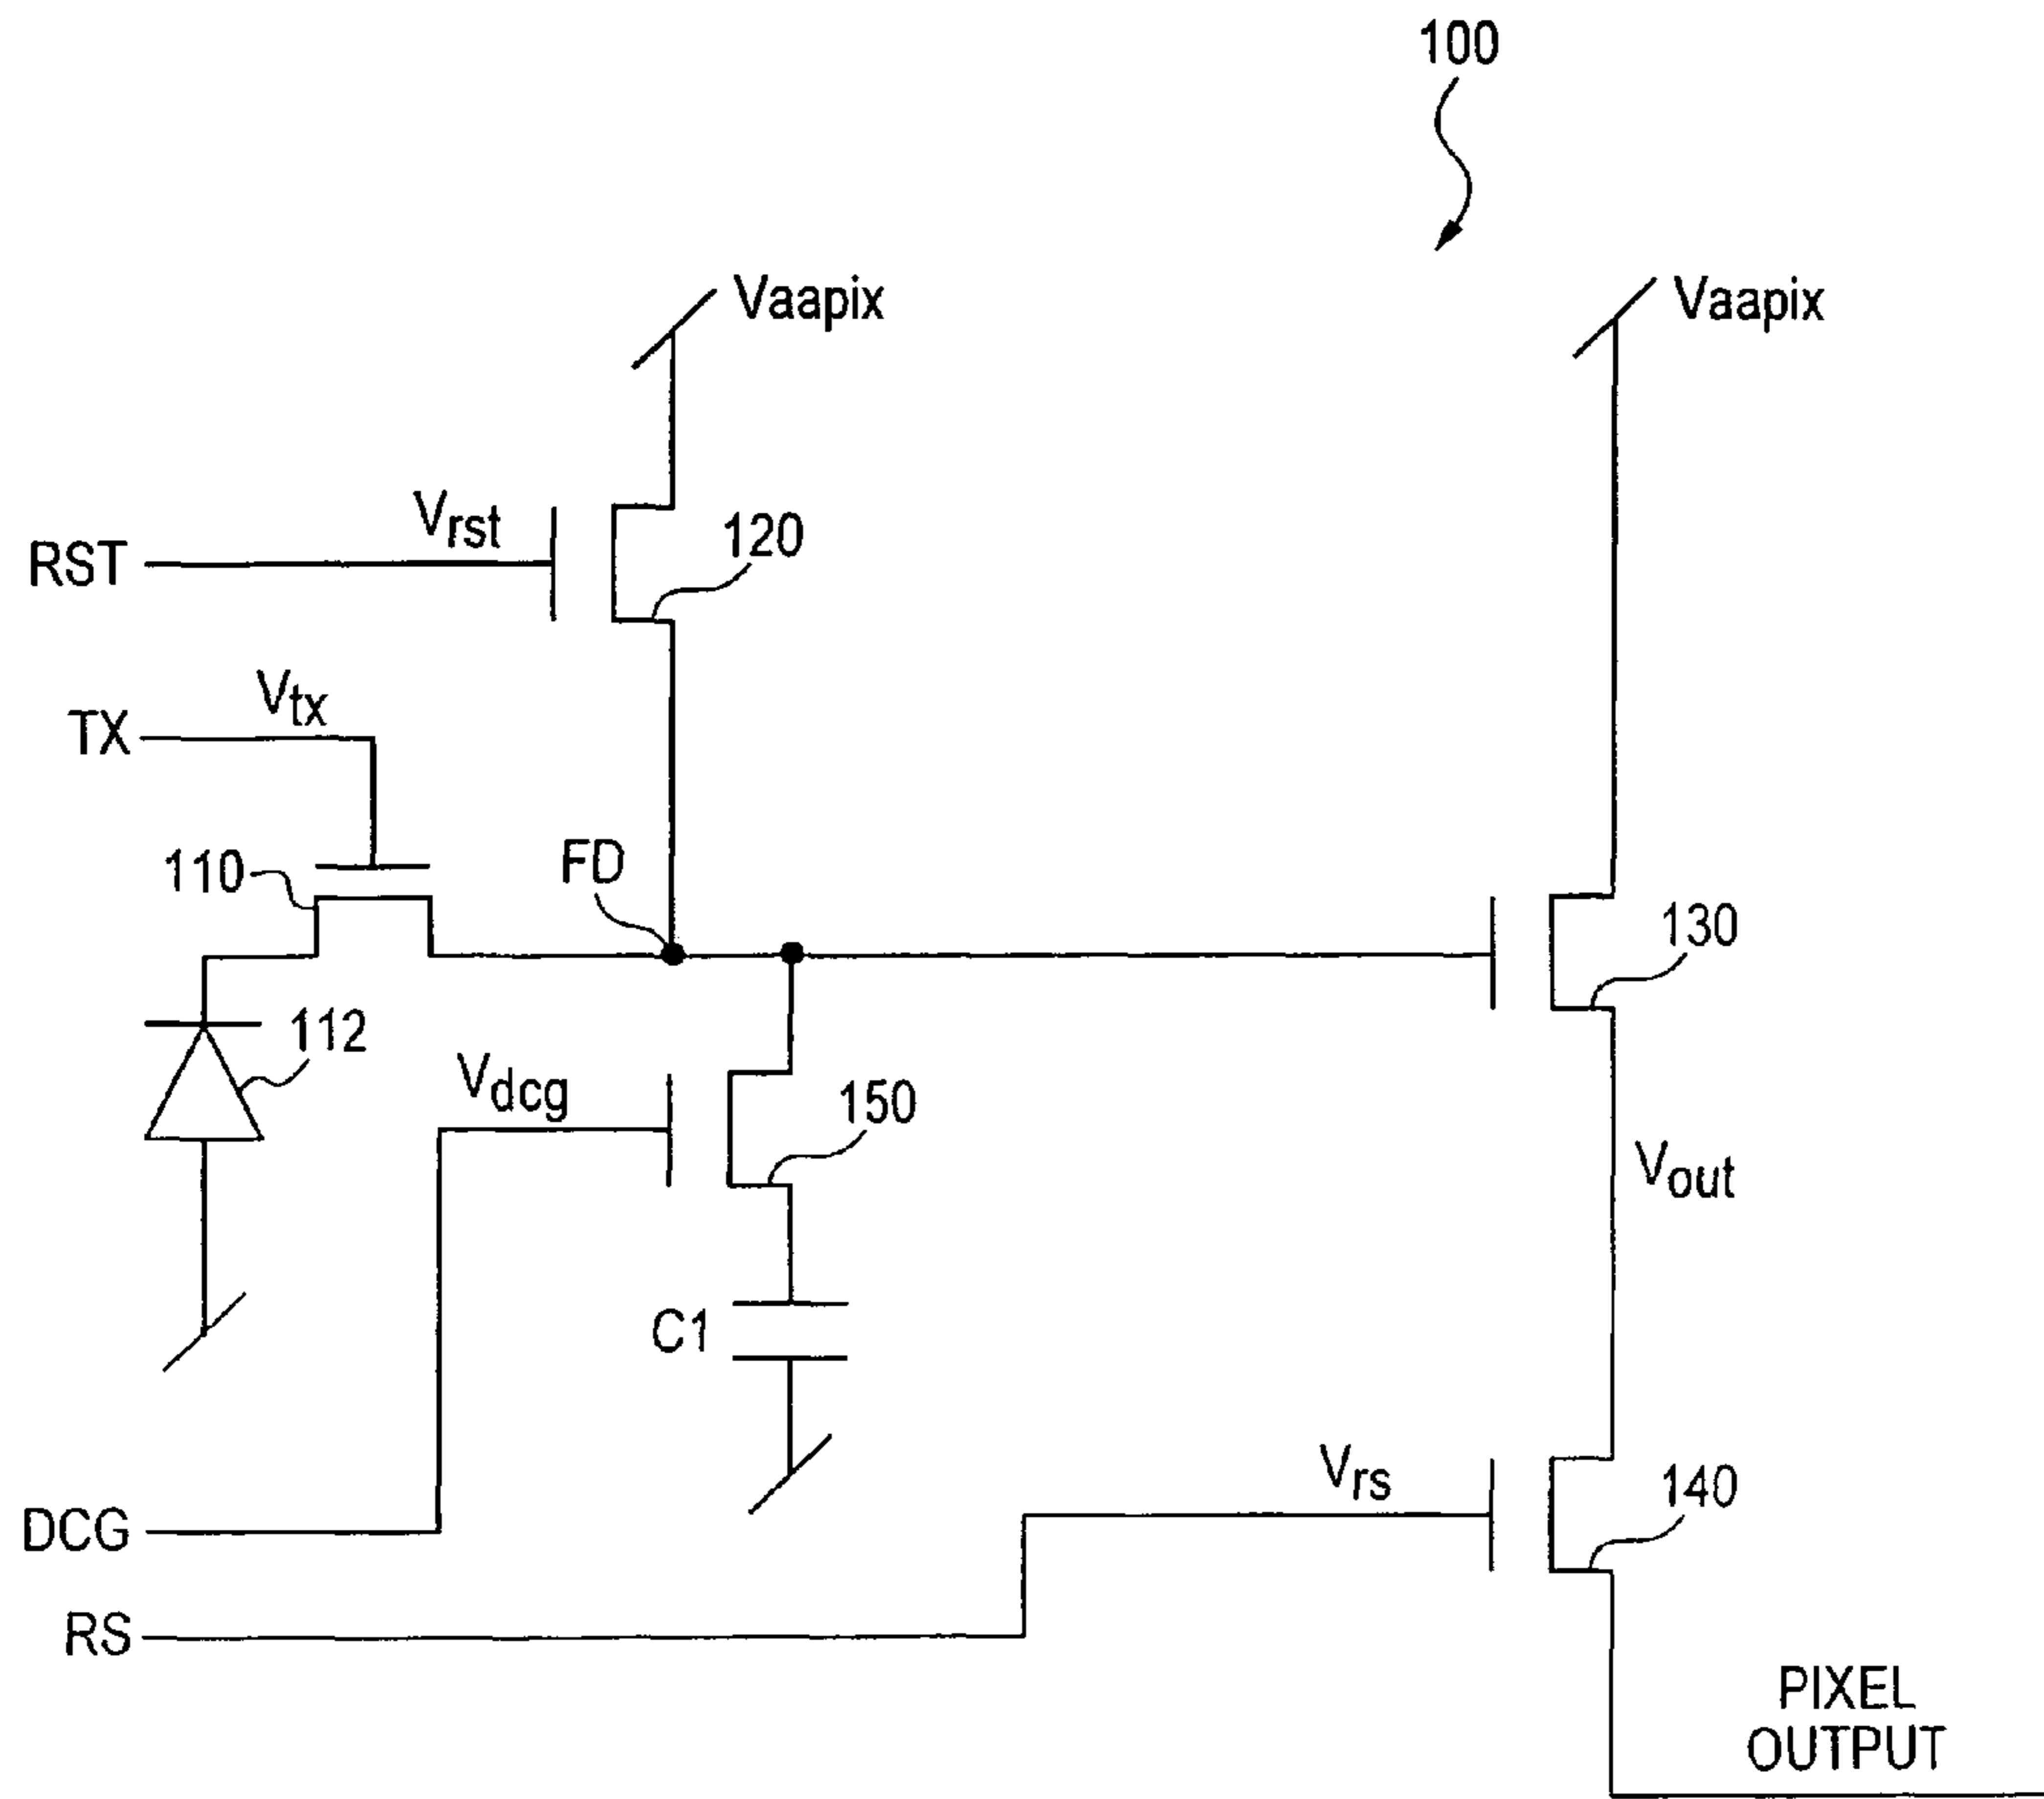 100
Vaapix
Vaapix
Vrst
RST
120
Vtx
TX
110
FD
130
112
Vdcg
150
Vout
C1
Vrs
140
DCG
RS
PIXEL
OUTPUT